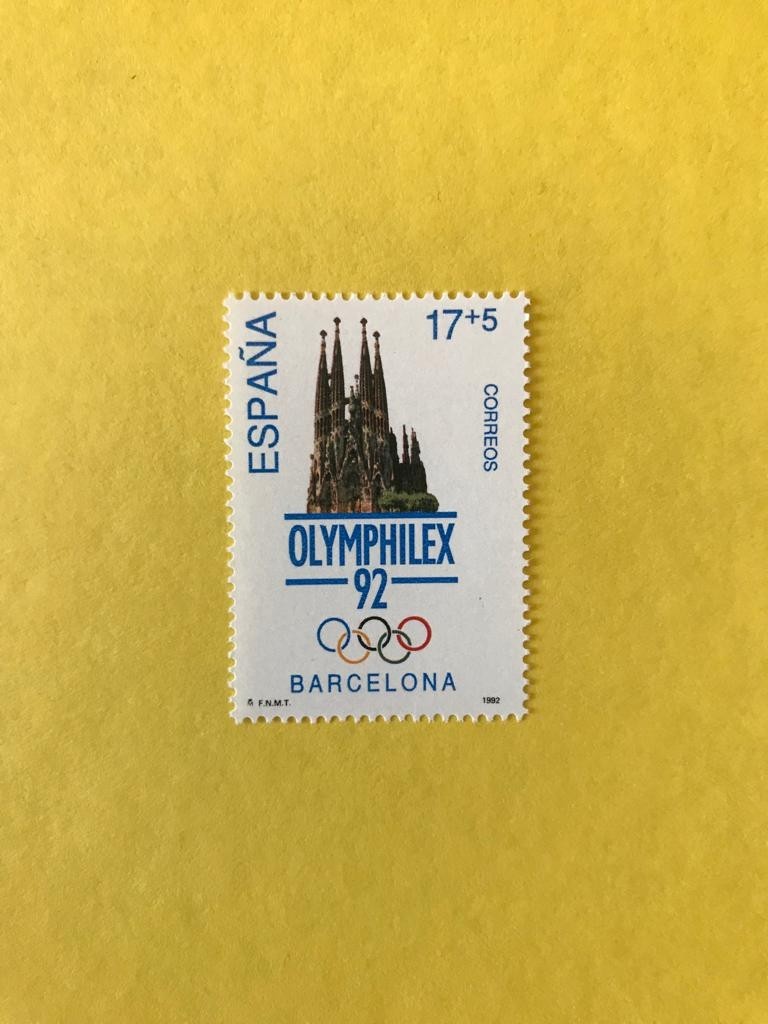 ESPAÑA
17+5
CORREOS
OLYMPHILEX
92
BARCELONA
F.N.M.T.
1992